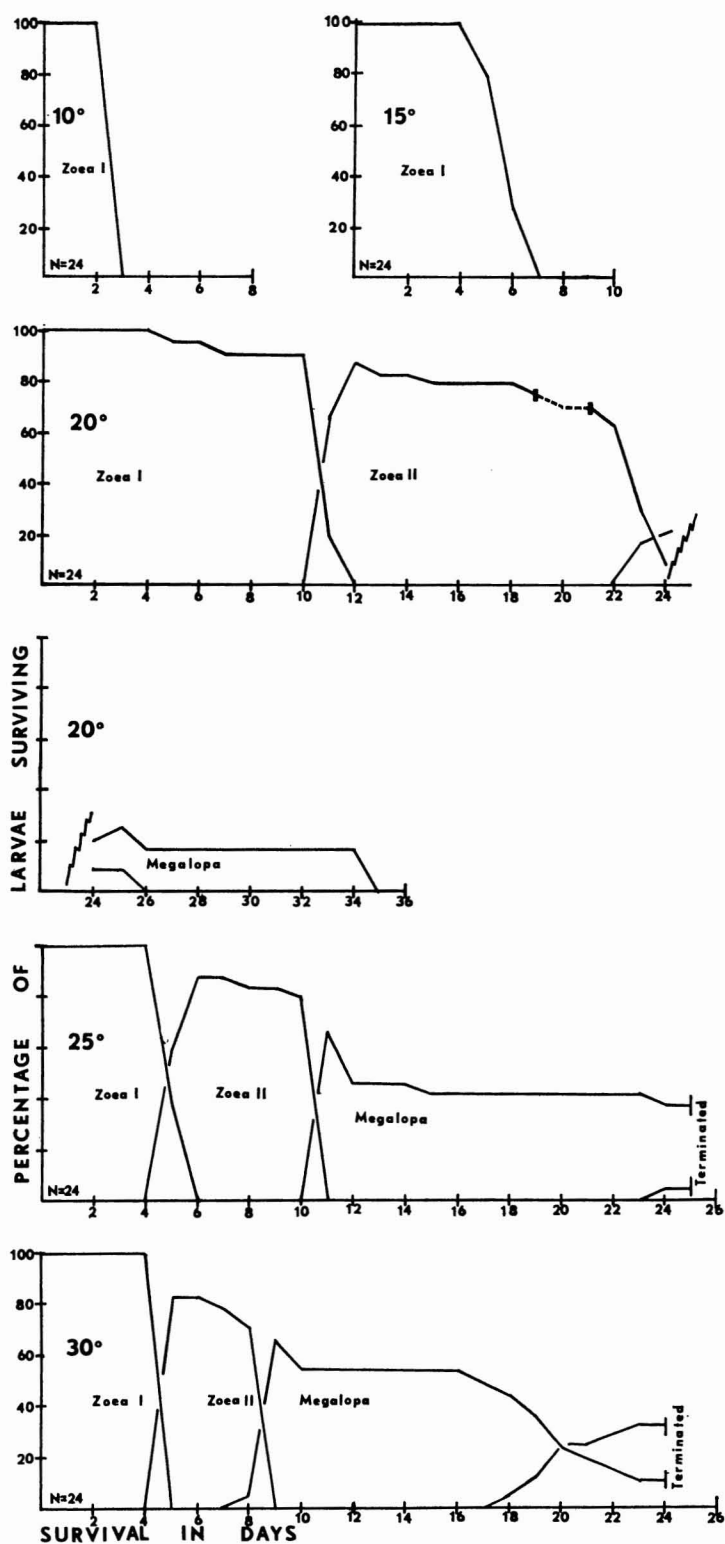 100
80
60
40
20
10°
Zoea I
N=24
2 4 6 8
100
80
60
40
20
15°
Zoea I
N=24
2 4 6 8 10
100
80
60
40
20
20°
Zoea I
Zoea II
N=24
2 4 6 8 10 12 14 16 18 20 22 24
PERCENTAGE OF LARVAE SURVIVING
20°
Megalopa
24 26 28 30 32 34 36
25°
Zoea I
Zoea II
Megalopa
Terminated
N=24
2 4 6 8 10 12 14 16 18 20 22 24 26
100
80
60
40
20
30°
Zoea I
Zoea II
Megalopa
Terminated
N=24
2 4 6 8 10 12 14 16 18 20 22 24 26
SURVIVAL IN DAYS